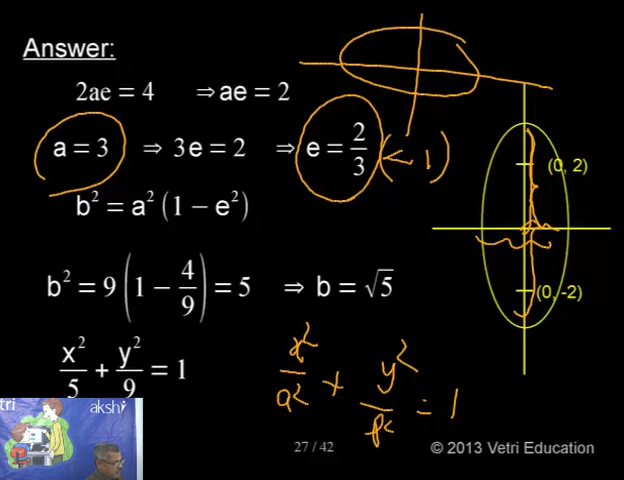 Answer:
2ae = 4 ⇒ ae = 2
a = 3 ⇒ 3e = 2 ⇒ e = 2/3 (< 1)
(0, 2)
b² = a² (1 − e²)
b² = 9 (1 − 4/9) = 5 ⇒ b = √5
(0, -2)
x²/5 + y²/9 = 1
x²/a² + y²/b² = 1
tri akshi
27 / 42
© 2013 Vetri Education